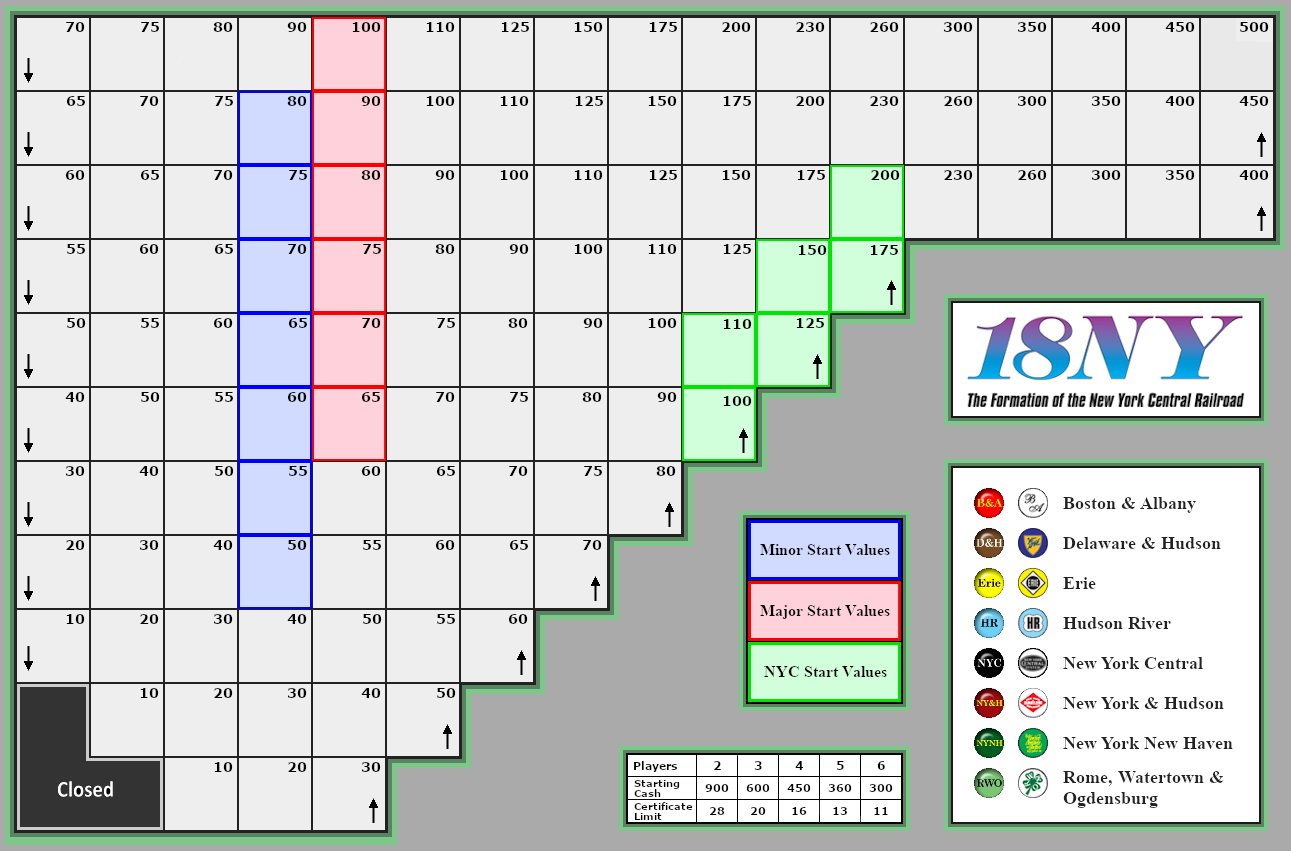 70 75 80 90 100 110 125 150 175 200 230 260 300 350 400 450 500
65 70 75 80 90 100 110 125 150 175 200 230 260 300 350 400 450
60 65 70 75 80 90 100 110 125 150 175 200 230 260 300 350 400
55 60 65 70 75 80 90 100 110 125 150 175
50 55 60 65 70 75 80 90 100 110 125
40 50 55 60 65 70 75 80 90 100
30 40 50 55 60 65 70 75 80
20 30 40 50 55 60 65 70
10 20 30 40 50 55 60
10 20 30 40 50
10 20 30
Closed
18NY
The Formation of the New York Central Railroad
Minor Start Values
Major Start Values
NYC Start Values
Players 2 3 4 5 6
Starting
Cash 900 600 450 360 300
Certificate
Limit 28 20 16 13 11
B&A BA Boston & Albany
D&H Delaware & Hudson
Erie ERIE Erie
HR HR Hudson River
NYC New York Central
NY&H New York & Hudson
NYNH New York New Haven
RWO Rome, Watertown &
Ogdensburg